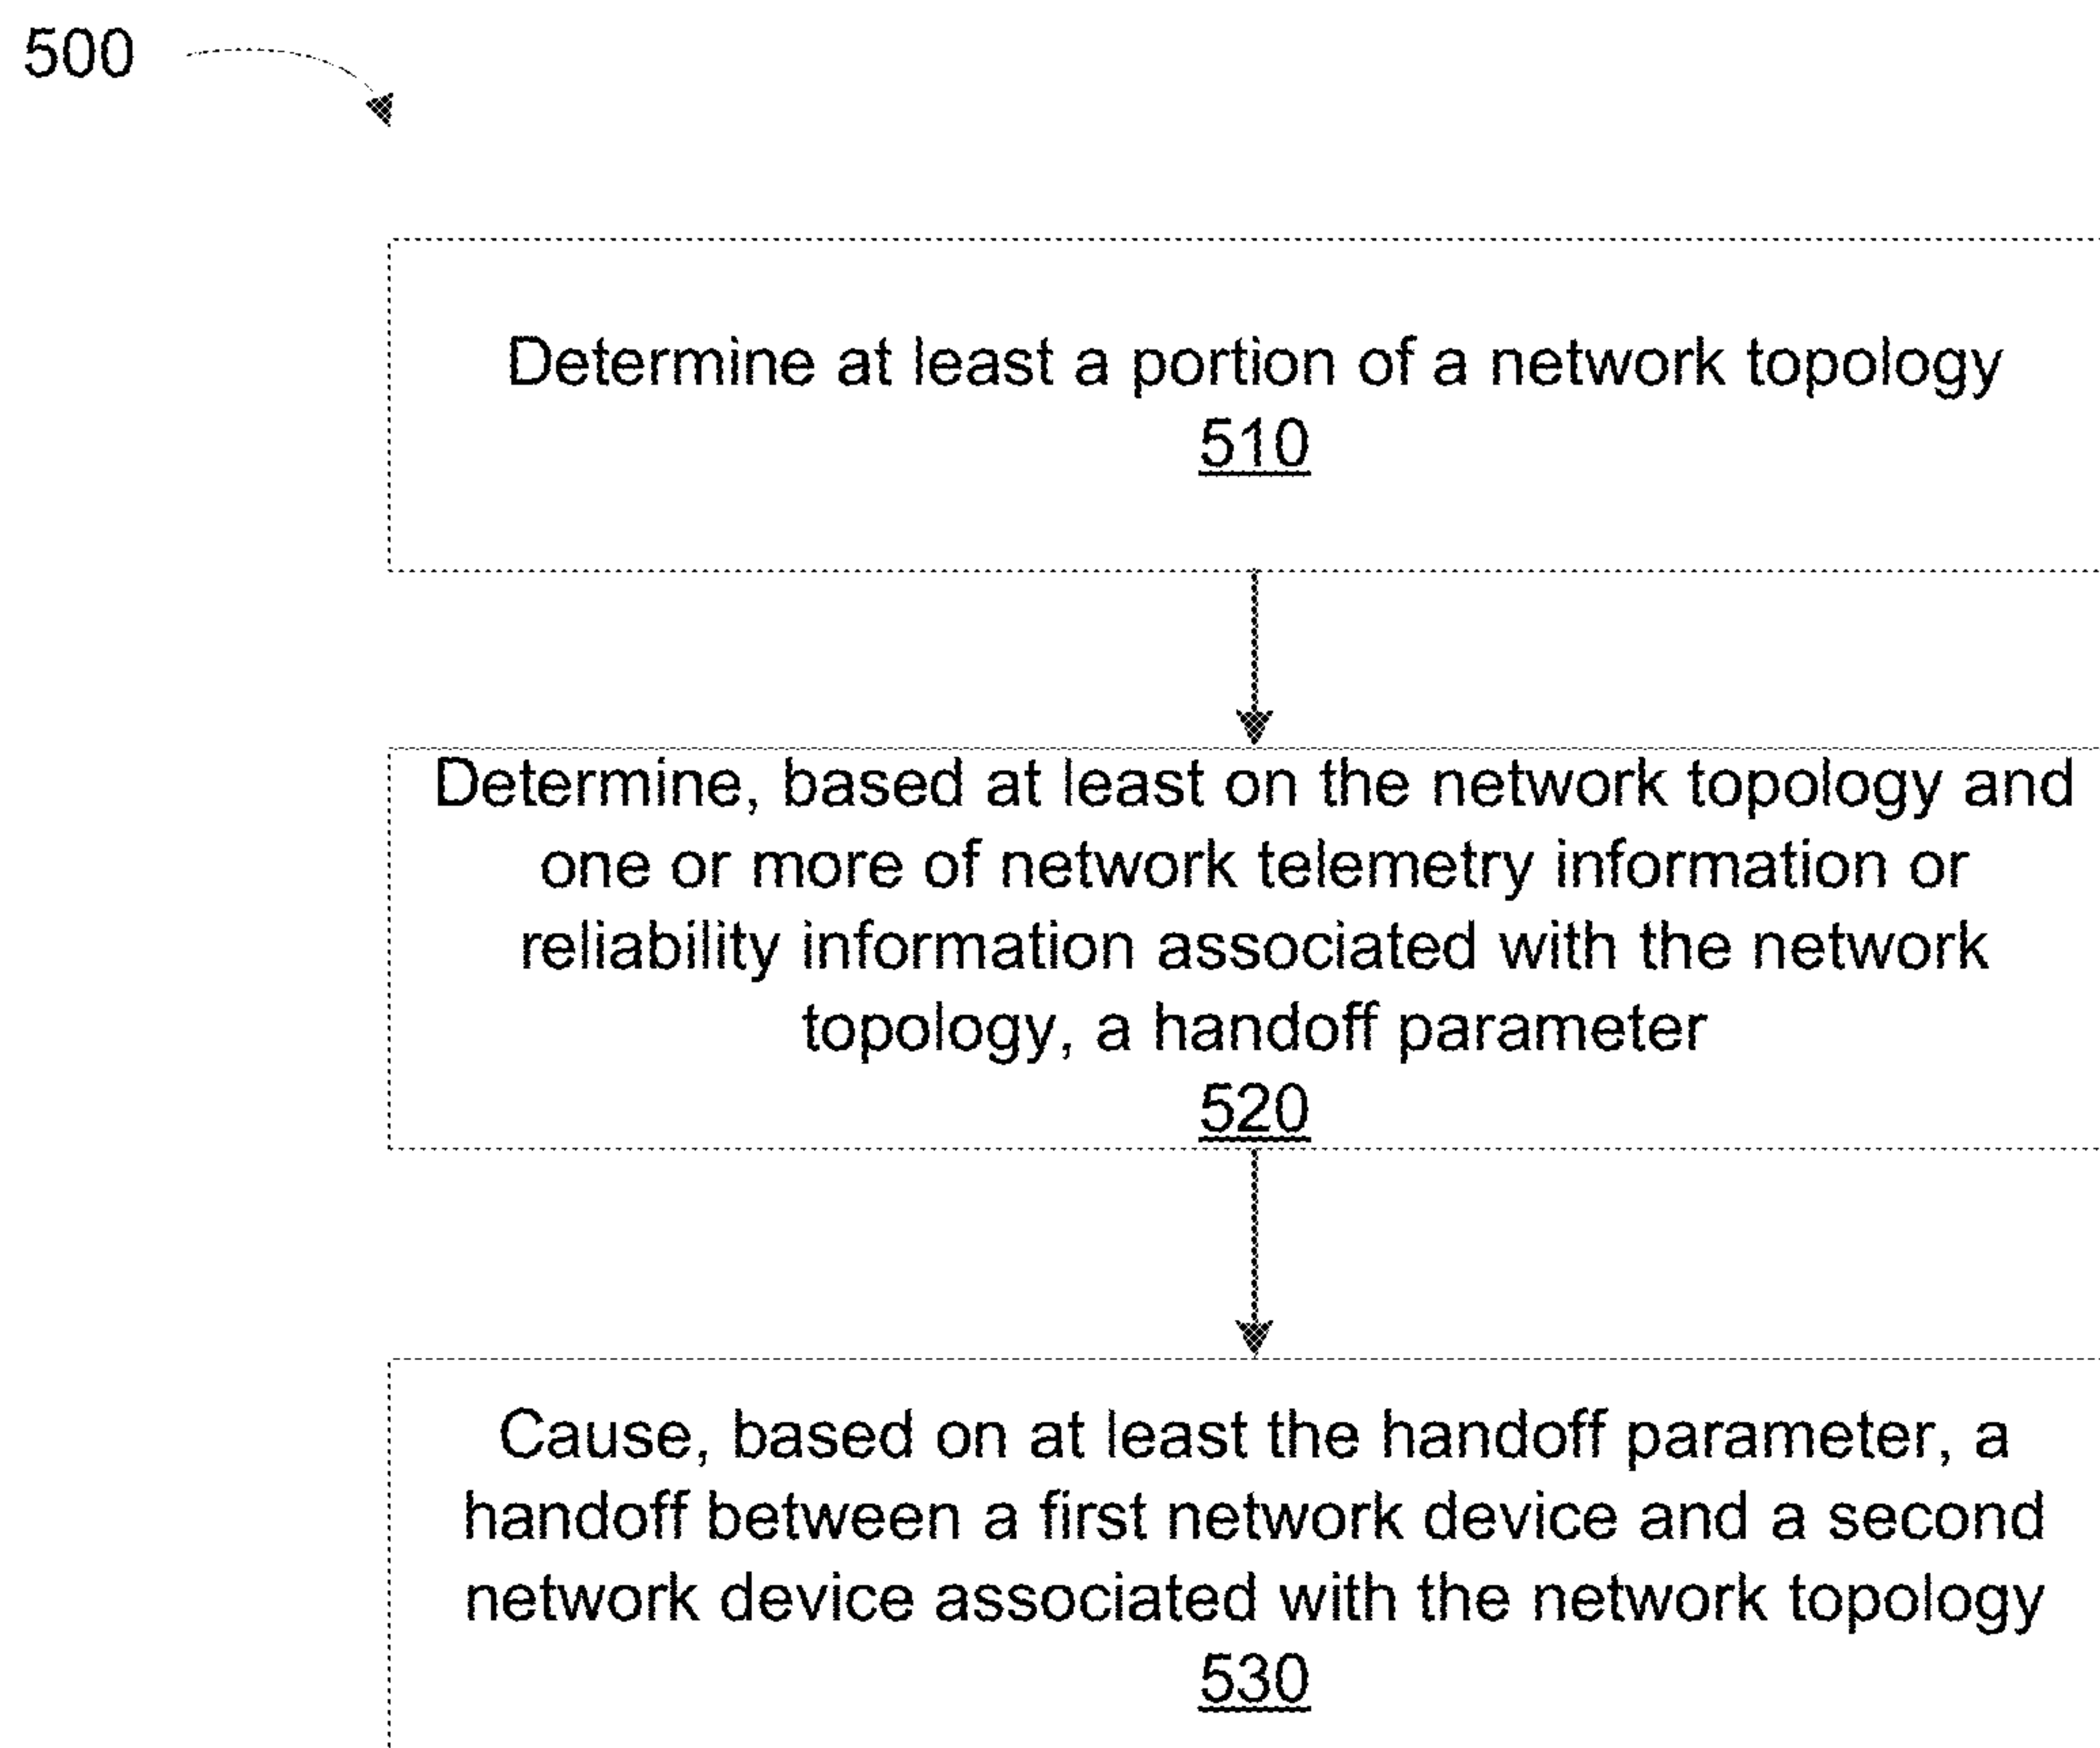 500
Determine at least a portion of a network topology
510
Determine, based at least on the network topology and
one or more of network telemetry information or
reliability information associated with the network
topology, a handoff parameter
520
Cause, based on at least the handoff parameter, a
handoff between a first network device and a second
network device associated with the network topology
530